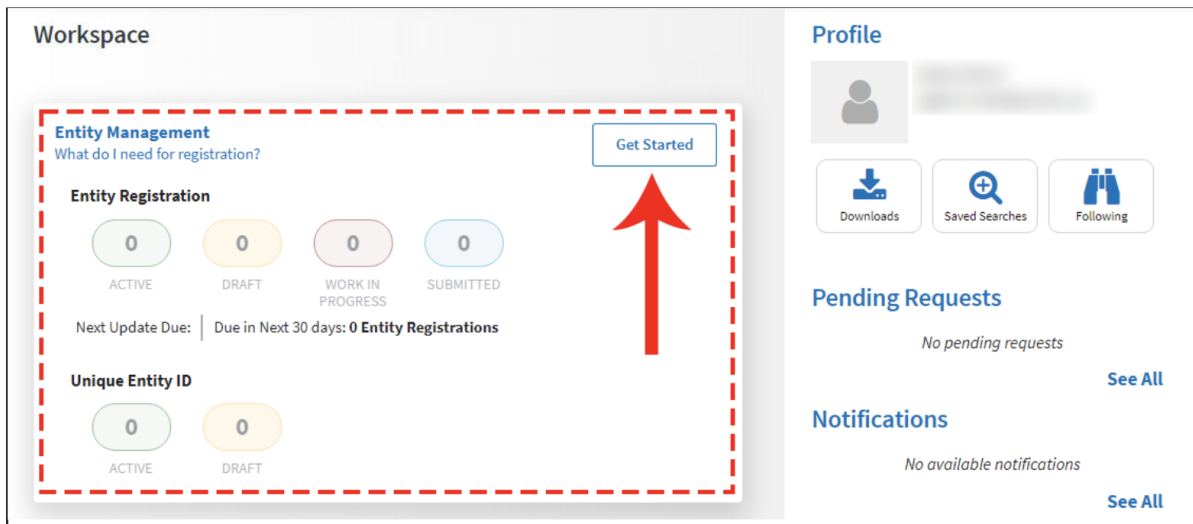 Workspace
Entity Management
What do I need for registration?
Get Started
Entity Registration
0 0 0 0
ACTIVE DRAFT WORK IN PROGRESS SUBMITTED
Next Update Due: Due in Next 30 days: 0 Entity Registrations
Unique Entity ID
0 0
ACTIVE DRAFT
Profile
Downloads Saved Searches Following
Pending Requests
No pending requests
See All
Notifications
No available notifications
See All